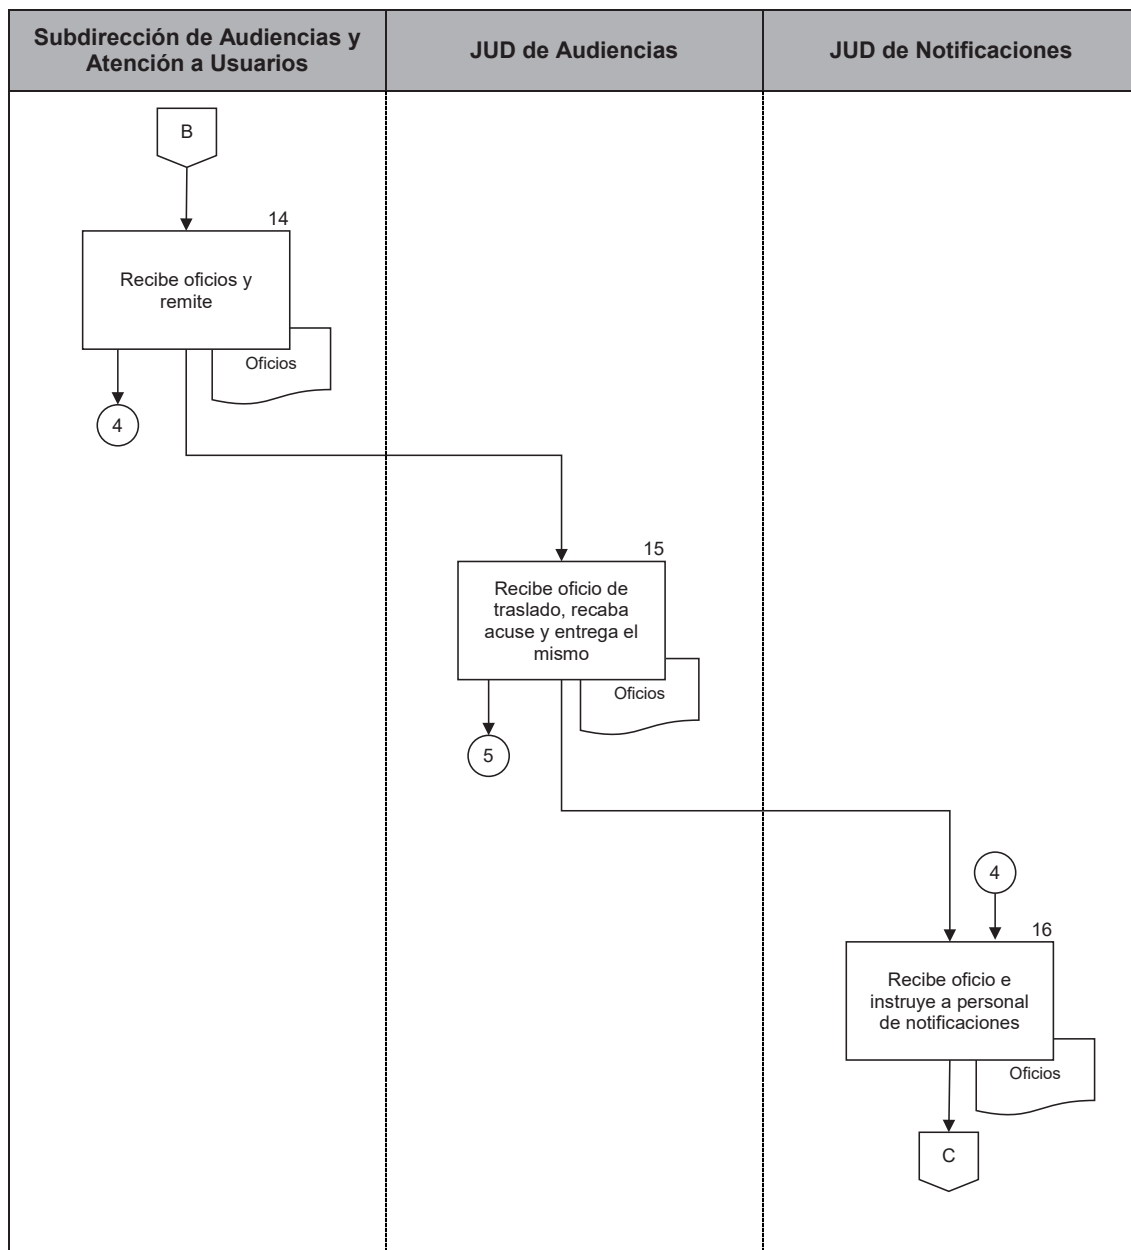 Subdirección de Audiencias y
Atención a Usuarios
JUD de Audiencias
JUD de Notificaciones
B
14
Recibe oficios y
remite
Oficios
4
15
Recibe oficio de
traslado, recaba
acuse y entrega el
mismo
Oficios
5
4
16
Recibe oficio e
instruye a personal
de notificaciones
Oficios
C